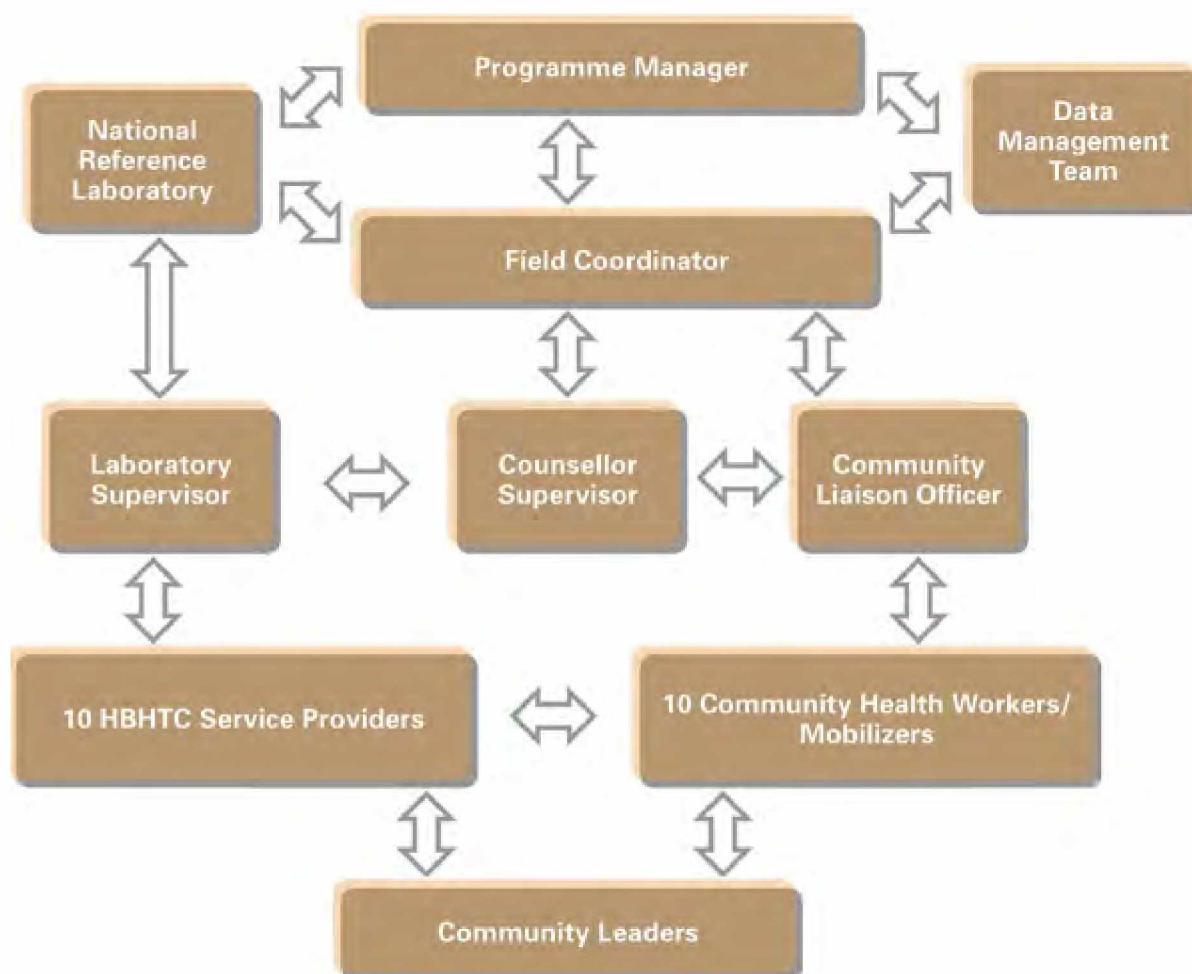 Programme Manager
National
Reference
Laboratory
Data
Management
Team
Field Coordinator
Laboratory
Supervisor
Counsellor
Supervisor
Community
Liaison Officer
10 HBHTC Service Providers
10 Community Health Workers/
Mobilizers
Community Leaders